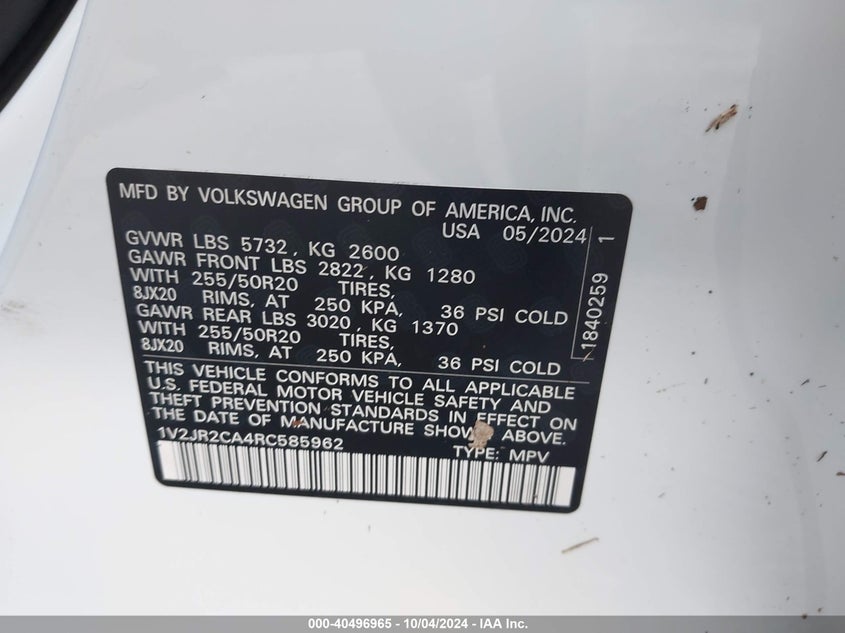 MFD BY VOLKSWAGEN GROUP OF AMERICA, INC.
USA 05/2024
GVWR LBS 5732, KG 2600
GAWR FRONT LBS 2822, KG 1280
WITH 255/50R20 TIRES,
8JX20 RIMS, AT 250 KPA, 36 PSI COLD
GAWR REAR LBS 3020, KG 1370
WITH 255/50R20 TIRES,
8JX20 RIMS, AT 250 KPA, 36 PSI COLD
1840259 1
THIS VEHICLE CONFORMS TO ALL APPLICABLE
U.S. FEDERAL MOTOR VEHICLE SAFETY AND
THEFT PREVENTION STANDARDS IN EFFECT ON
THE DATE OF MANUFACTURE SHOWN ABOVE.
1V2JR2CA4RC585962 TYPE: MPV
000-40496965 - 10/04/2024 - IAA Inc.